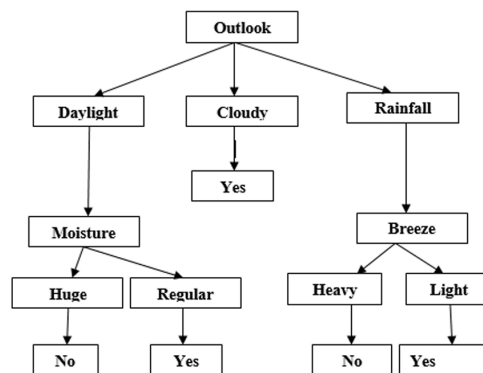 Outlook
Daylight
Cloudy
Rainfall
Yes
Moisture
Breeze
Huge
Regular
Heavy
Light
No
Yes
No
Yes